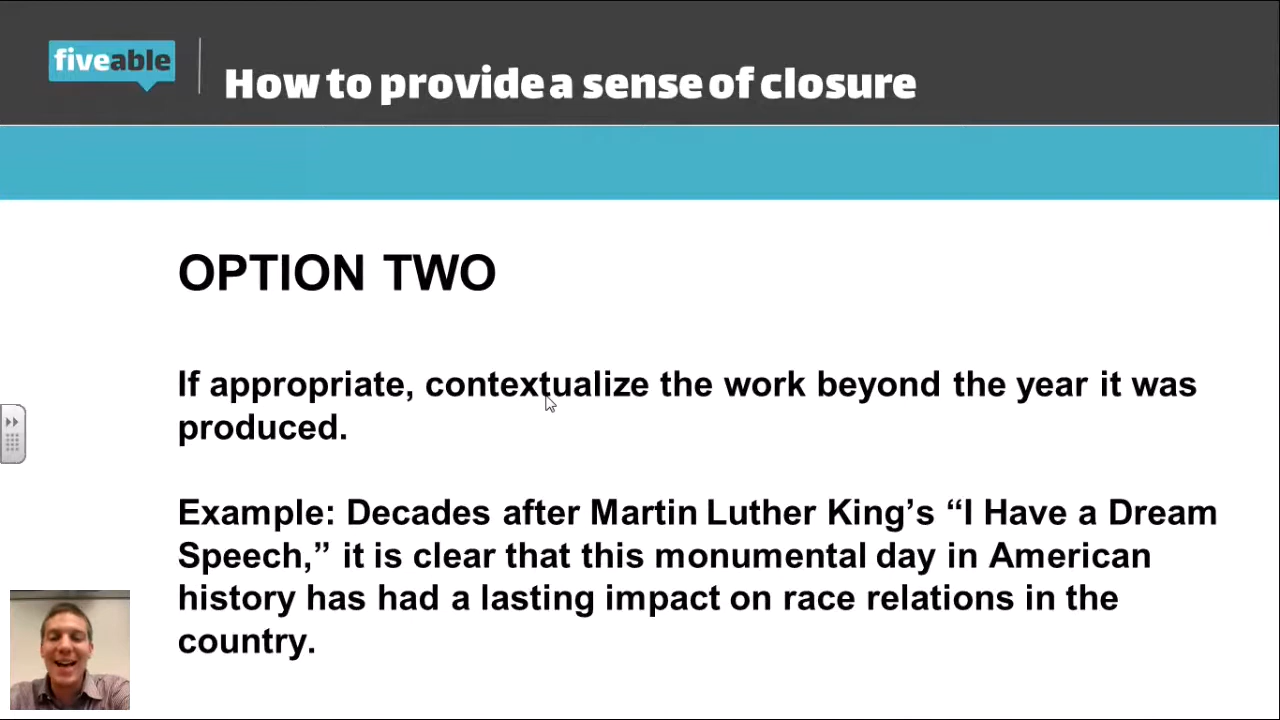 fiveable
How to provide a sense of closure
OPTION TWO
If appropriate, contextualize the work beyond the year it was
produced.
Example: Decades after Martin Luther King’s “I Have a Dream
Speech,” it is clear that this monumental day in American
history has had a lasting impact on race relations in the
country.